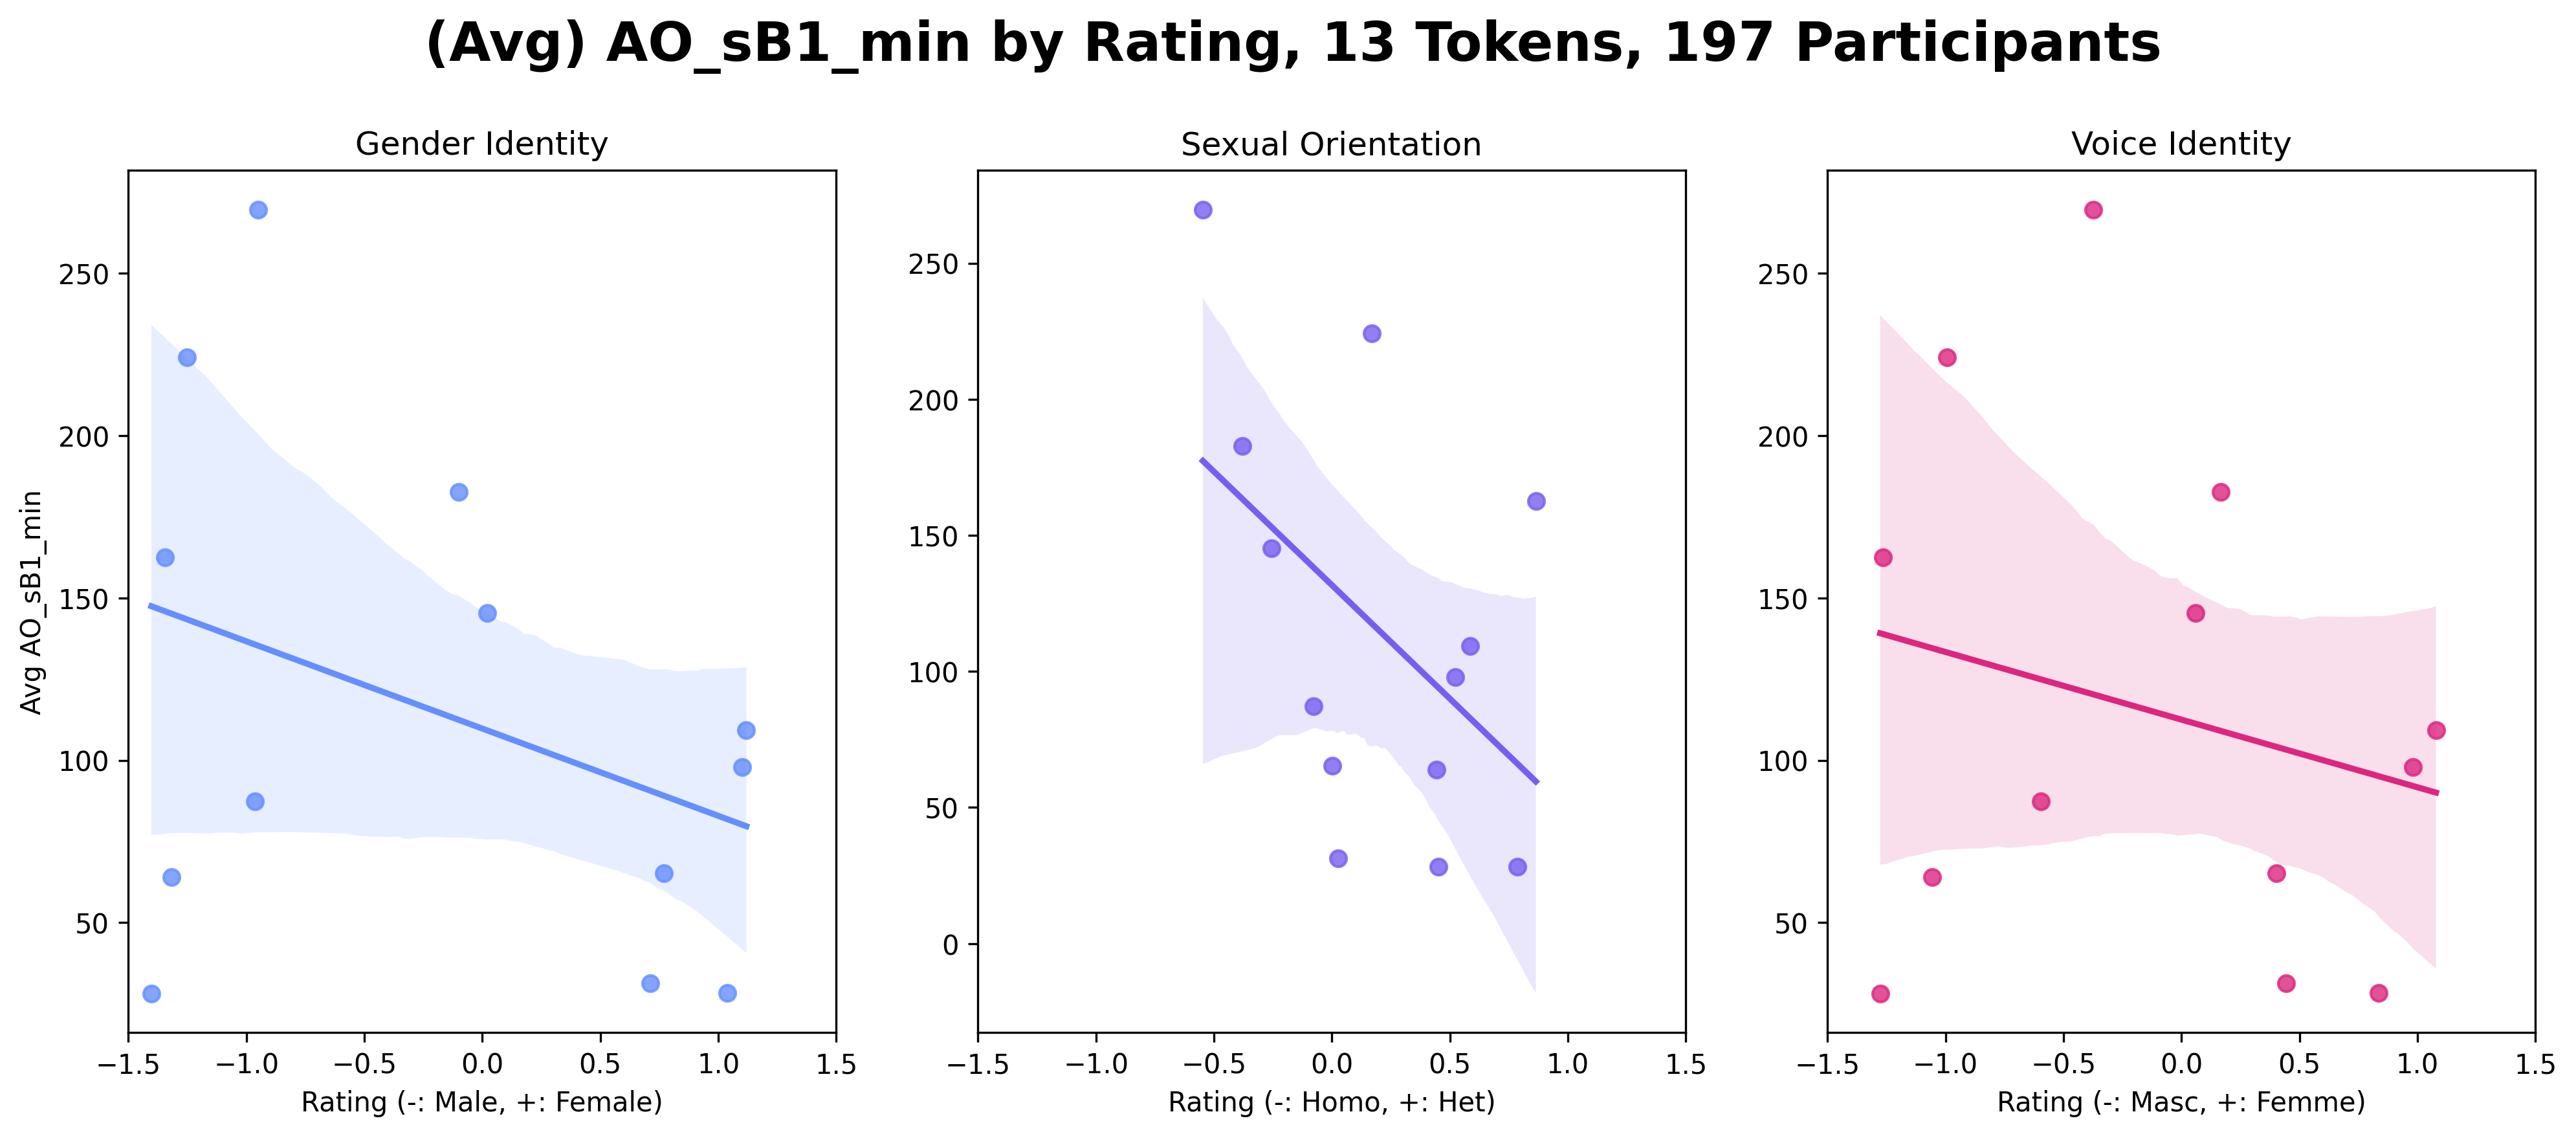 (Avg) AO_sB1_min by Rating, 13 Tokens, 197 Participants
Gender Identity
Avg AO_sB1_min
250
200
150
100
50
−1.5 −1.0 −0.5 0.0 0.5 1.0 1.5
Rating (-: Male, +: Female)
Sexual Orientation
250
200
150
100
50
0
−1.5 −1.0 −0.5 0.0 0.5 1.0 1.5
Rating (-: Homo, +: Het)
Voice Identity
250
200
150
100
50
−1.5 −1.0 −0.5 0.0 0.5 1.0 1.5
Rating (-: Masc, +: Femme)